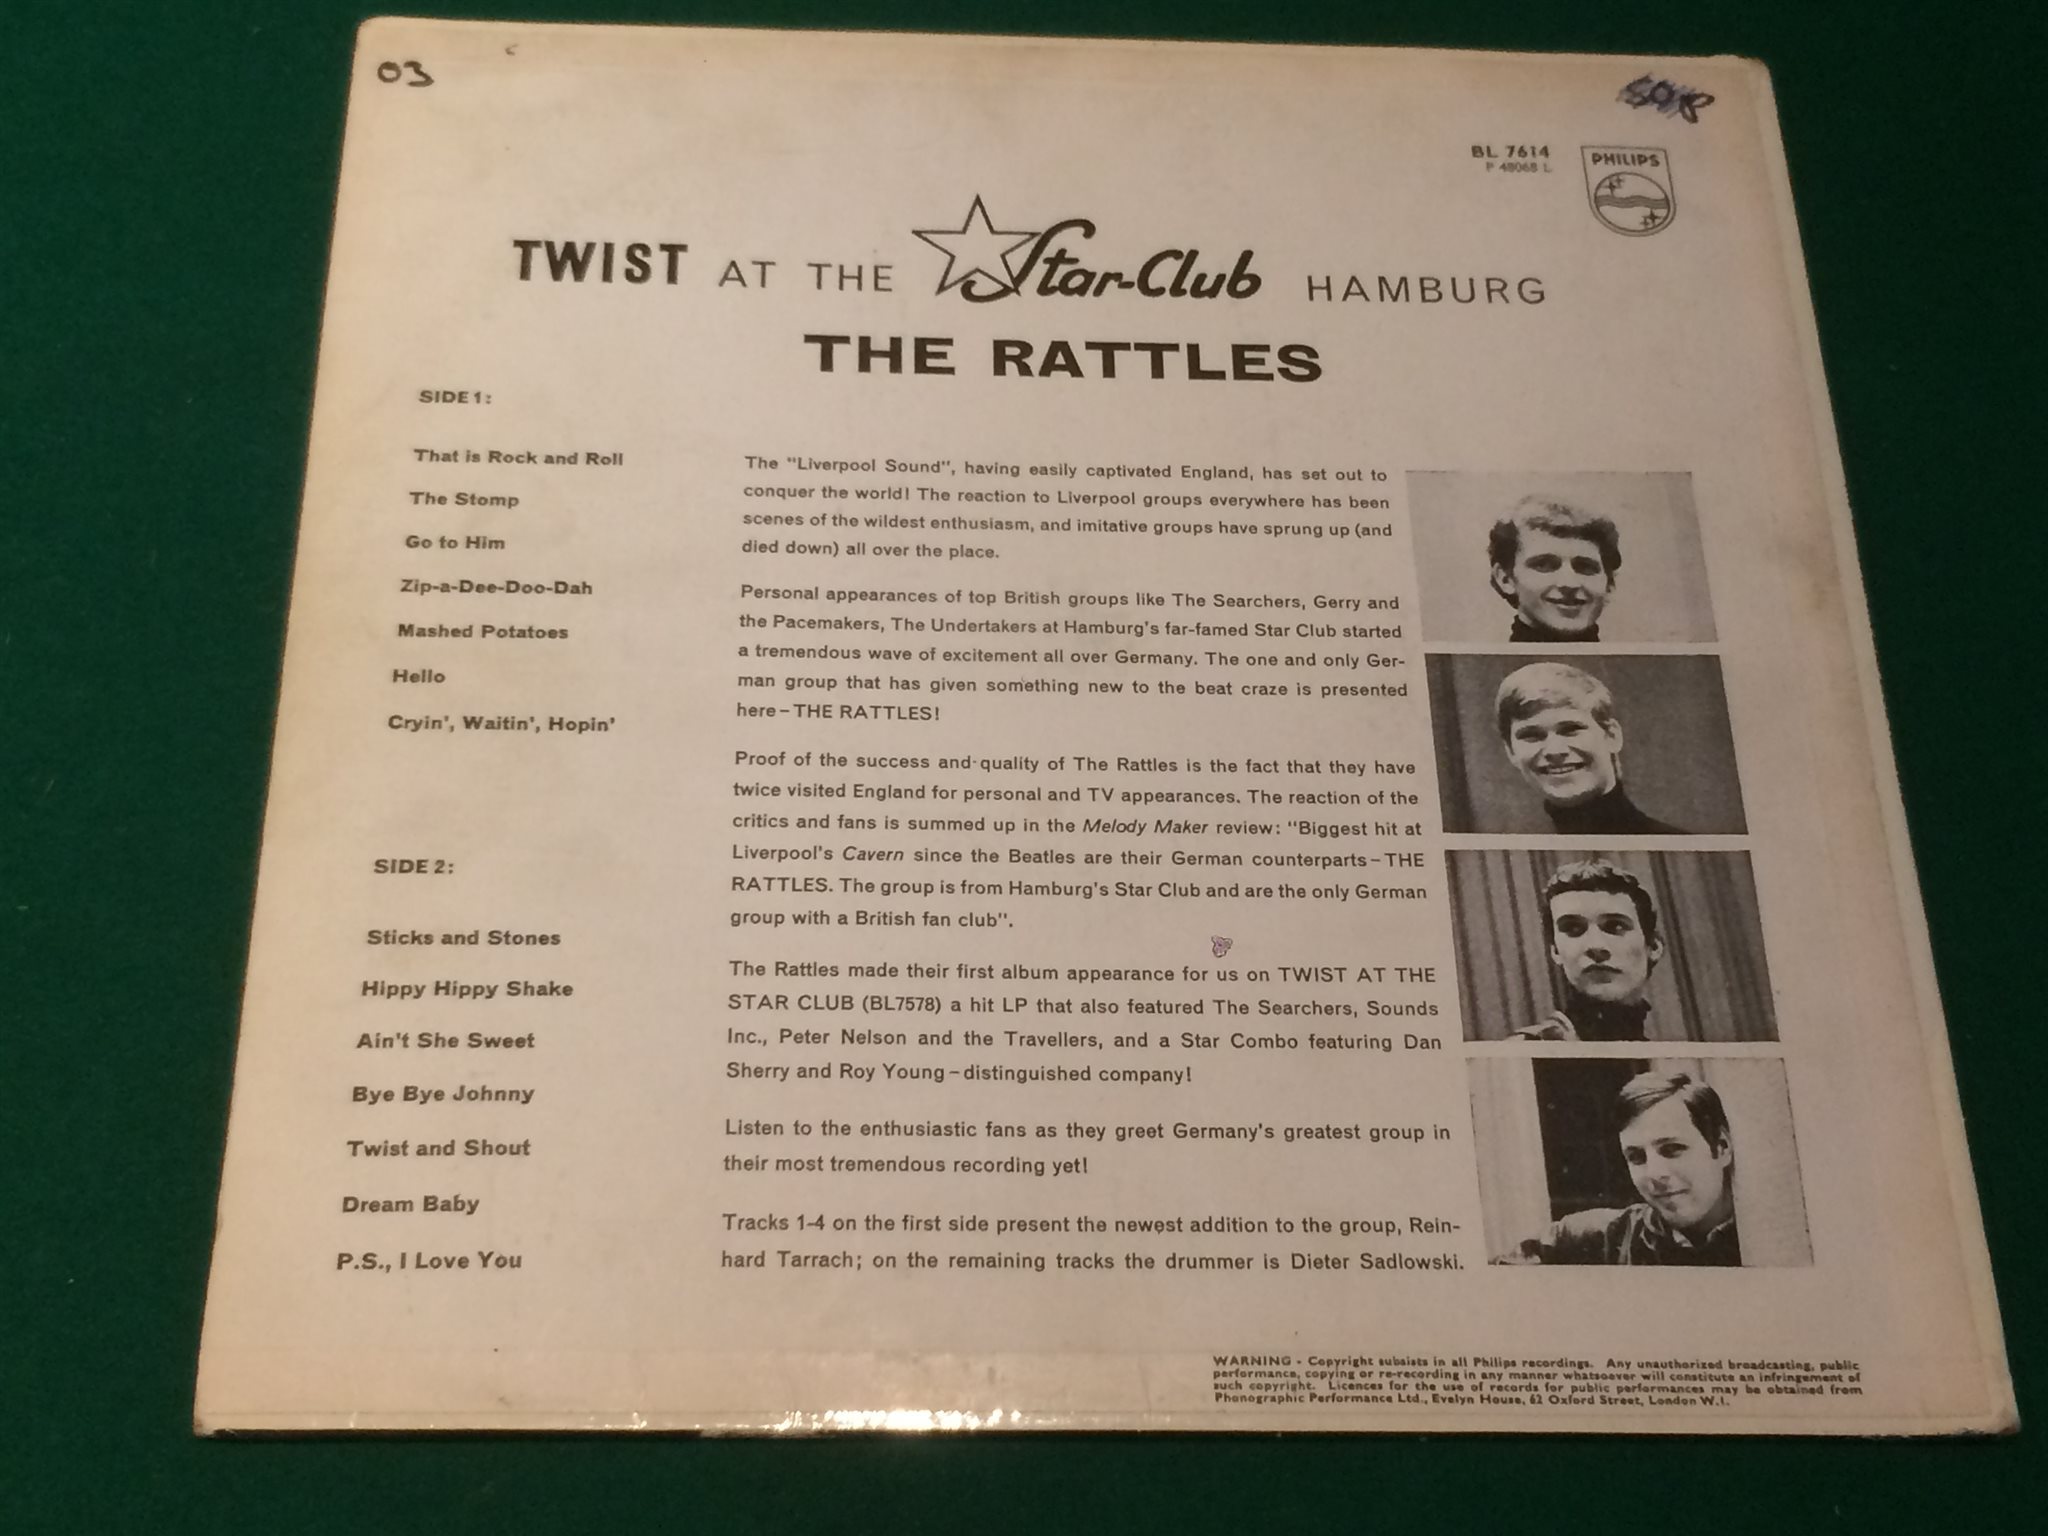 03
BL 7614
P 48068 L
PHILIPS
TWIST AT THE Star-Club HAMBURG
THE RATTLES
SIDE 1:
That is Rock and Roll
The Stomp
Go to Him
Zip-a-Dee-Doo-Dah
Mashed Potatoes
Hello
Cryin', Waitin', Hopin'
SIDE 2:
Sticks and Stones
Hippy Hippy Shake
Ain't She Sweet
Bye Bye Johnny
Twist and Shout
Dream Baby
P.S., I Love You
The "Liverpool Sound", having easily captivated England, has set out to
conquer the world! The reaction to Liverpool groups everywhere has been
scenes of the wildest enthusiasm, and imitative groups have sprung up (and
died down) all over the place.
Personal appearances of top British groups like The Searchers, Gerry and
the Pacemakers, The Undertakers at Hamburg's far-famed Star Club started
a tremendous wave of excitement all over Germany. The one and only Ger-
man group that has given something new to the beat craze is presented
here – THE RATTLES!
Proof of the success and quality of The Rattles is the fact that they have
twice visited England for personal and TV appearances. The reaction of the
critics and fans is summed up in the Melody Maker review: "Biggest hit at
Liverpool's Cavern since the Beatles are their German counterparts – THE
RATTLES. The group is from Hamburg's Star Club and are the only German
group with a British fan club".
The Rattles made their first album appearance for us on TWIST AT THE
STAR CLUB (BL7578) a hit LP that also featured The Searchers, Sounds
Inc., Peter Nelson and the Travellers, and a Star Combo featuring Dan
Sherry and Roy Young – distinguished company!
Listen to the enthusiastic fans as they greet Germany's greatest group in
their most tremendous recording yet!
Tracks 1-4 on the first side present the newest addition to the group, Rein-
hard Tarrach; on the remaining tracks the drummer is Dieter Sadlowski.
WARNING - Copyright subsists in all Philips recordings. Any unauthorized broadcasting, public
performance, copying or re-recording in any manner whatsoever will constitute an infringement of
such copyright. Licences for the use of records for public performances may be obtained from
Phonographic Performance Ltd., Evelyn House, 62 Oxford Street, London W.1.